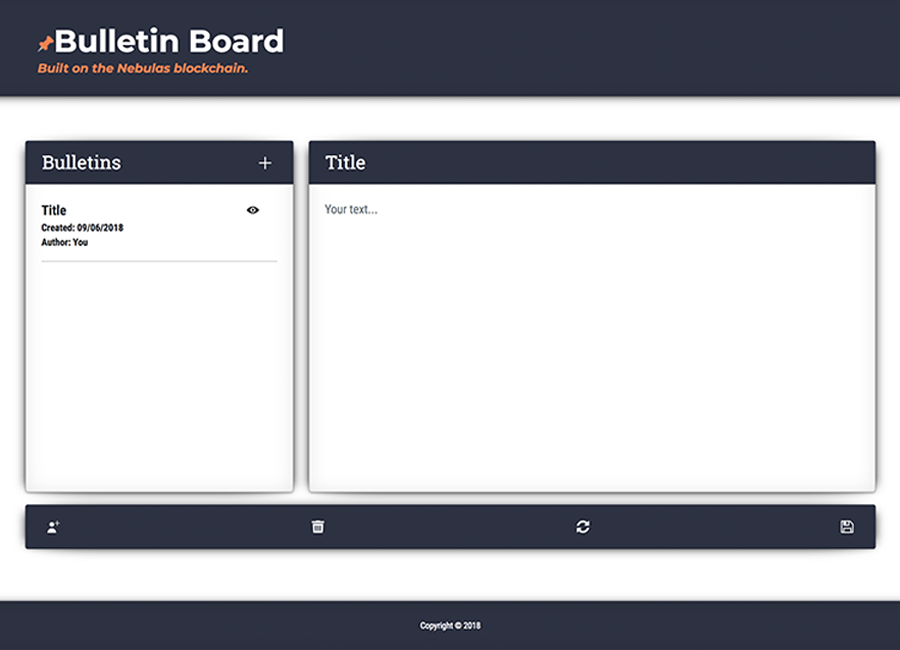 Bulletin Board
Built on the Nebulas blockchain.
Bulletins
Title
Created: 09/06/2018
Author: You
Title
Your text...
Copyright © 2018